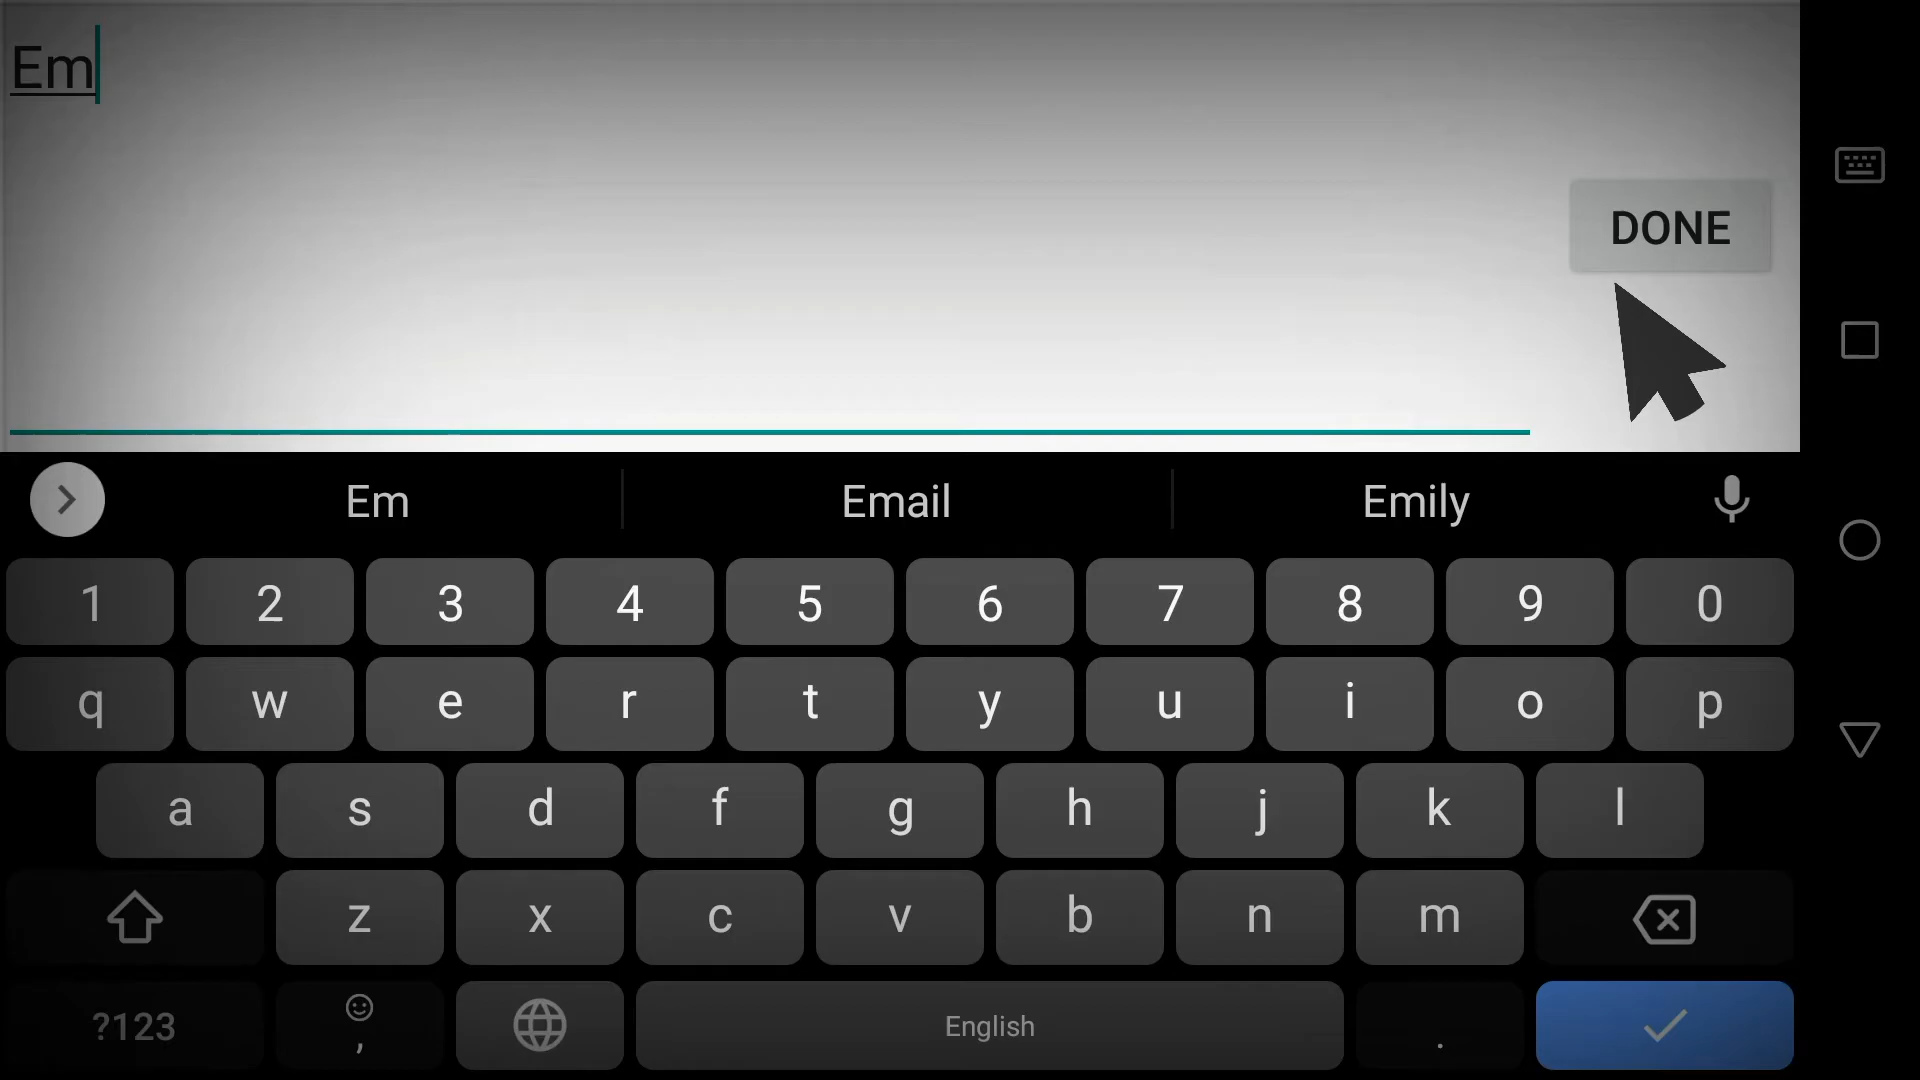 Em
DONE
Em Email Emily
1 2 3 4 5 6 7 8 9 0
q w e r t y u i o p
a s d f g h j k l
z x c v b n m
?123 , English .